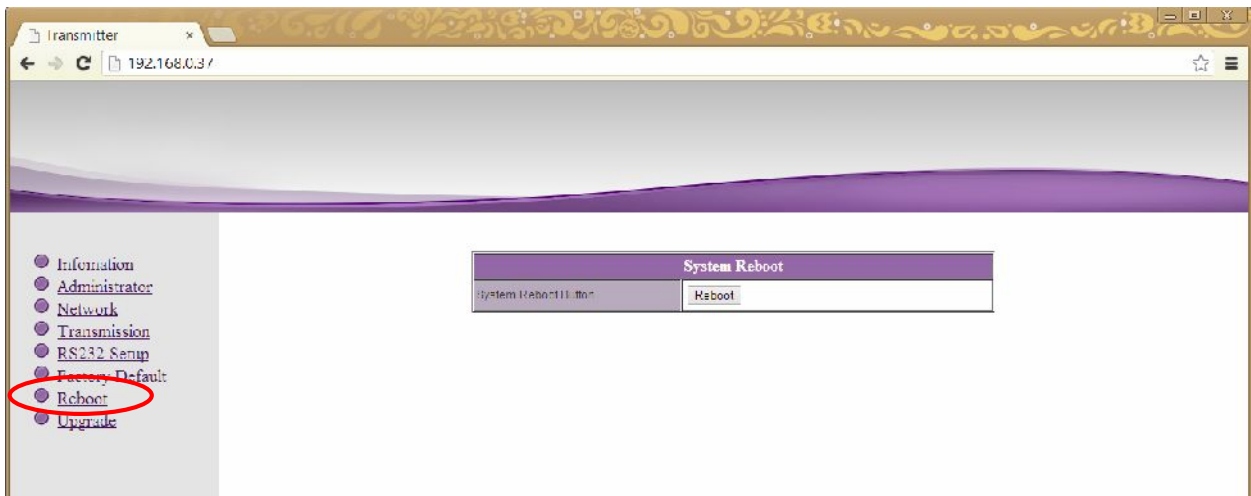 Transmitter
192.168.0.37
Infomation
Administrator
Network
Transmission
RS232 Setup
Factory Default
Reboot
Upgrade
System Reboot
System Reboot Button
Reboot